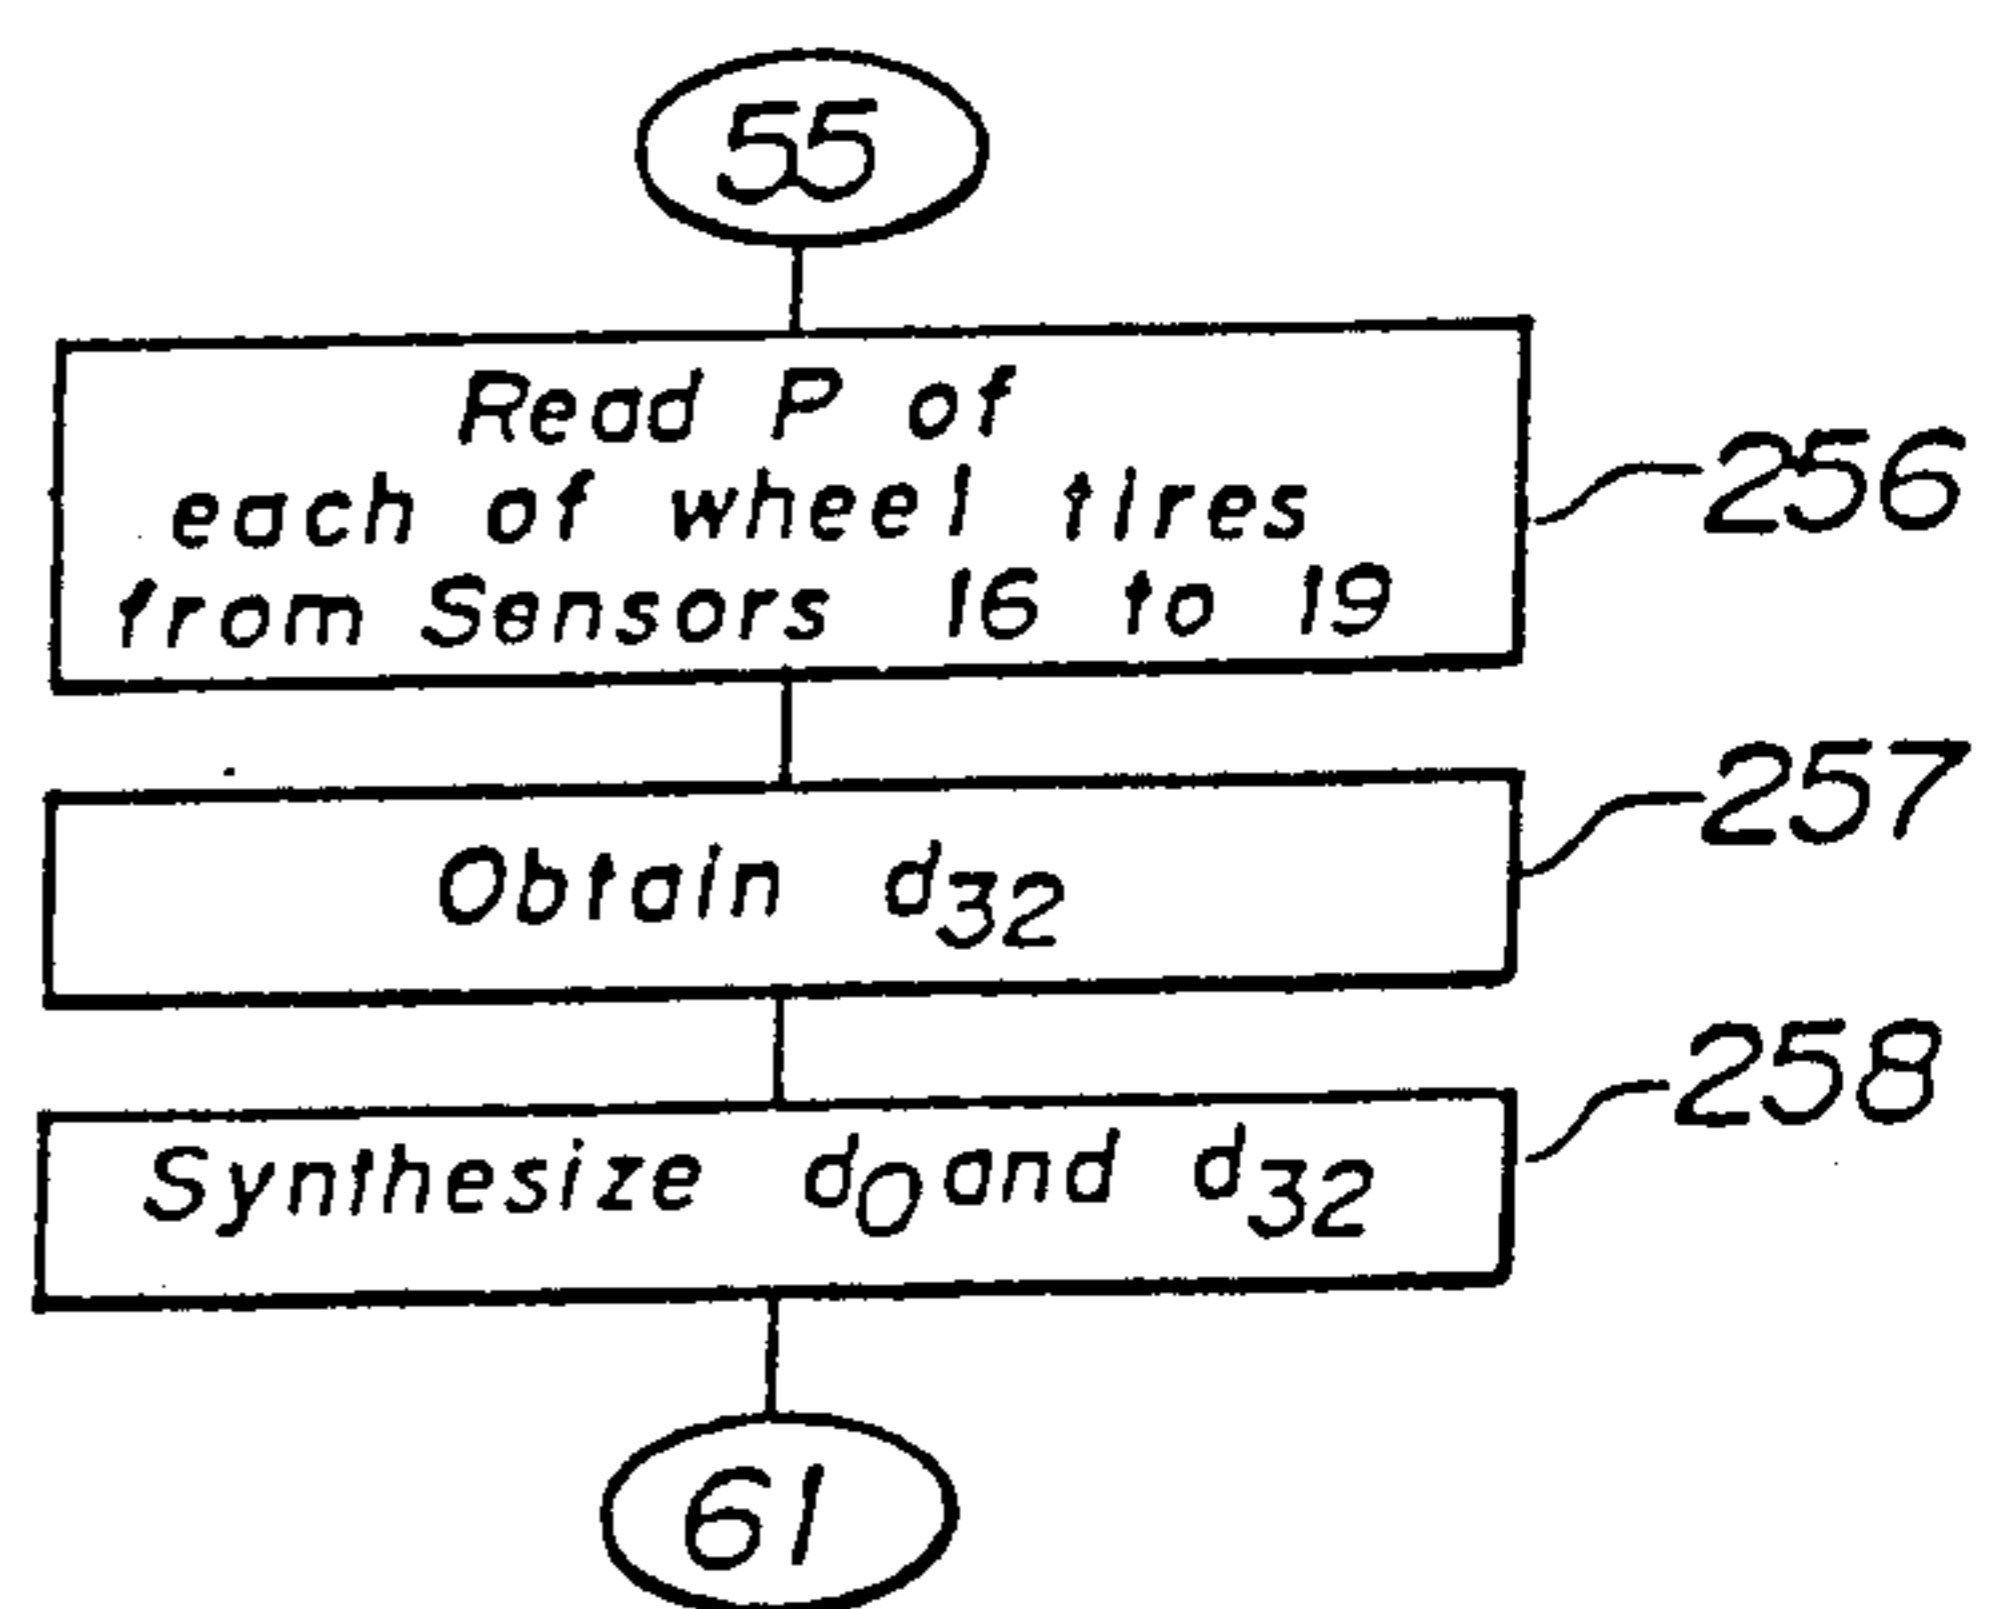 55
Read P of
each of wheel tires
from Sensors 16 to 19
256
Obtain d32
257
Synthesize d0 and d32
258
61